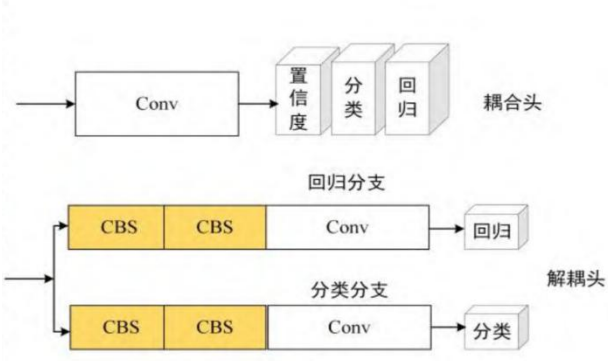 Conv
置信度
分类
回归
耦合头
回归分支
CBS CBS Conv
回归
解耦头
分类分支
CBS CBS Conv
分类